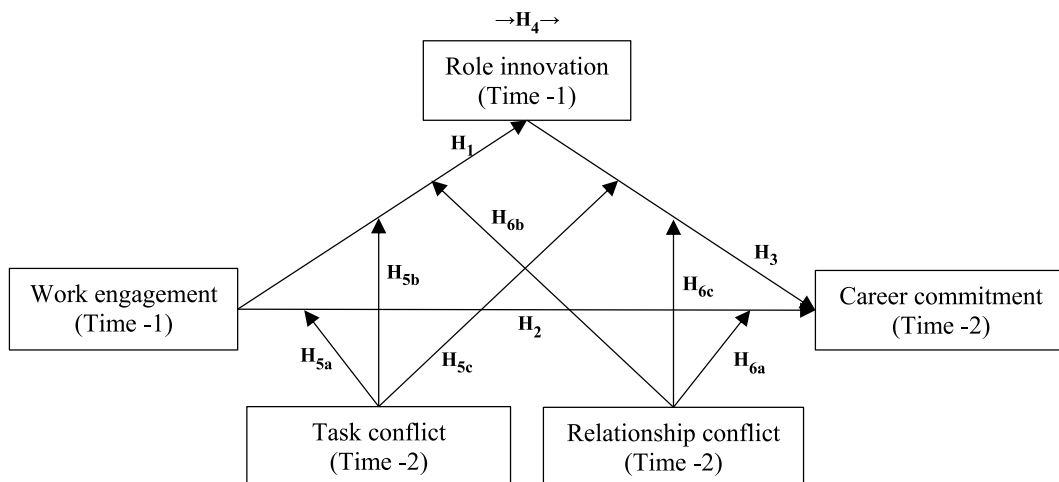 →H4→
Role innovation
(Time -1)
H1
H6b
H3
H5b
H6c
Work engagement
(Time -1)
H2
Career commitment
(Time -2)
H5a
H5c
H6a
Task conflict
(Time -2)
Relationship conflict
(Time -2)